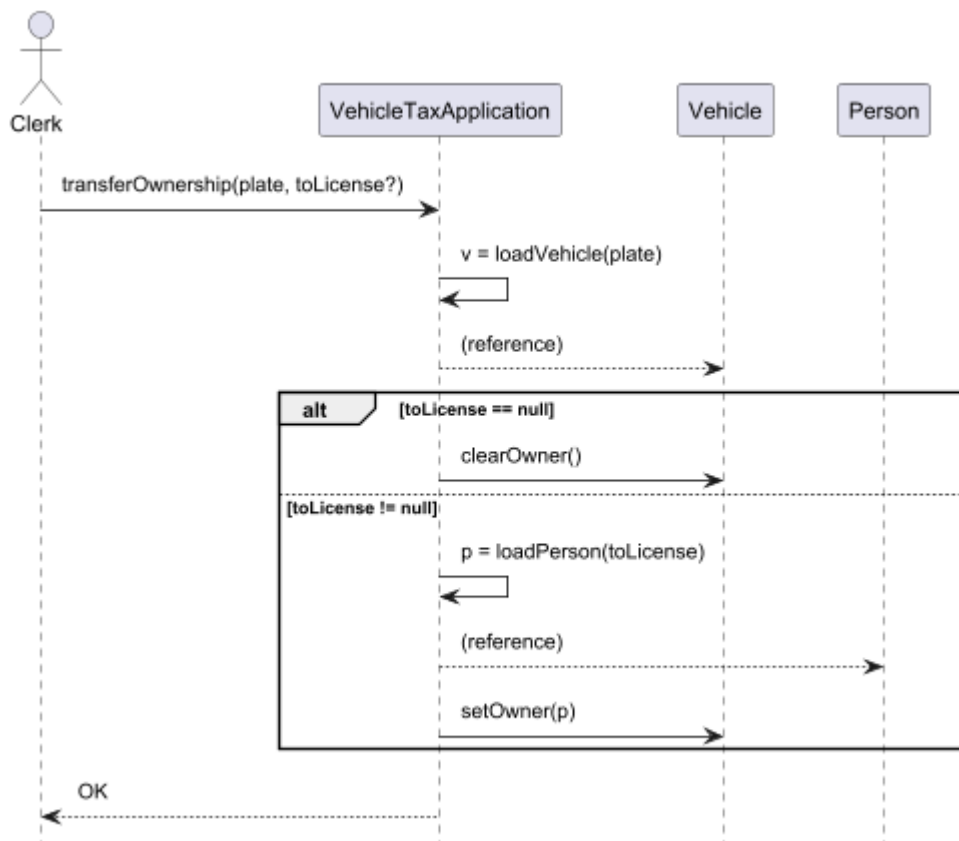 Clerk
VehicleTaxApplication
Vehicle
Person
transferOwnership(plate, toLicense?)
v = loadVehicle(plate)
(reference)
alt
[toLicense == null]
clearOwner()
[toLicense != null]
p = loadPerson(toLicense)
(reference)
setOwner(p)
OK